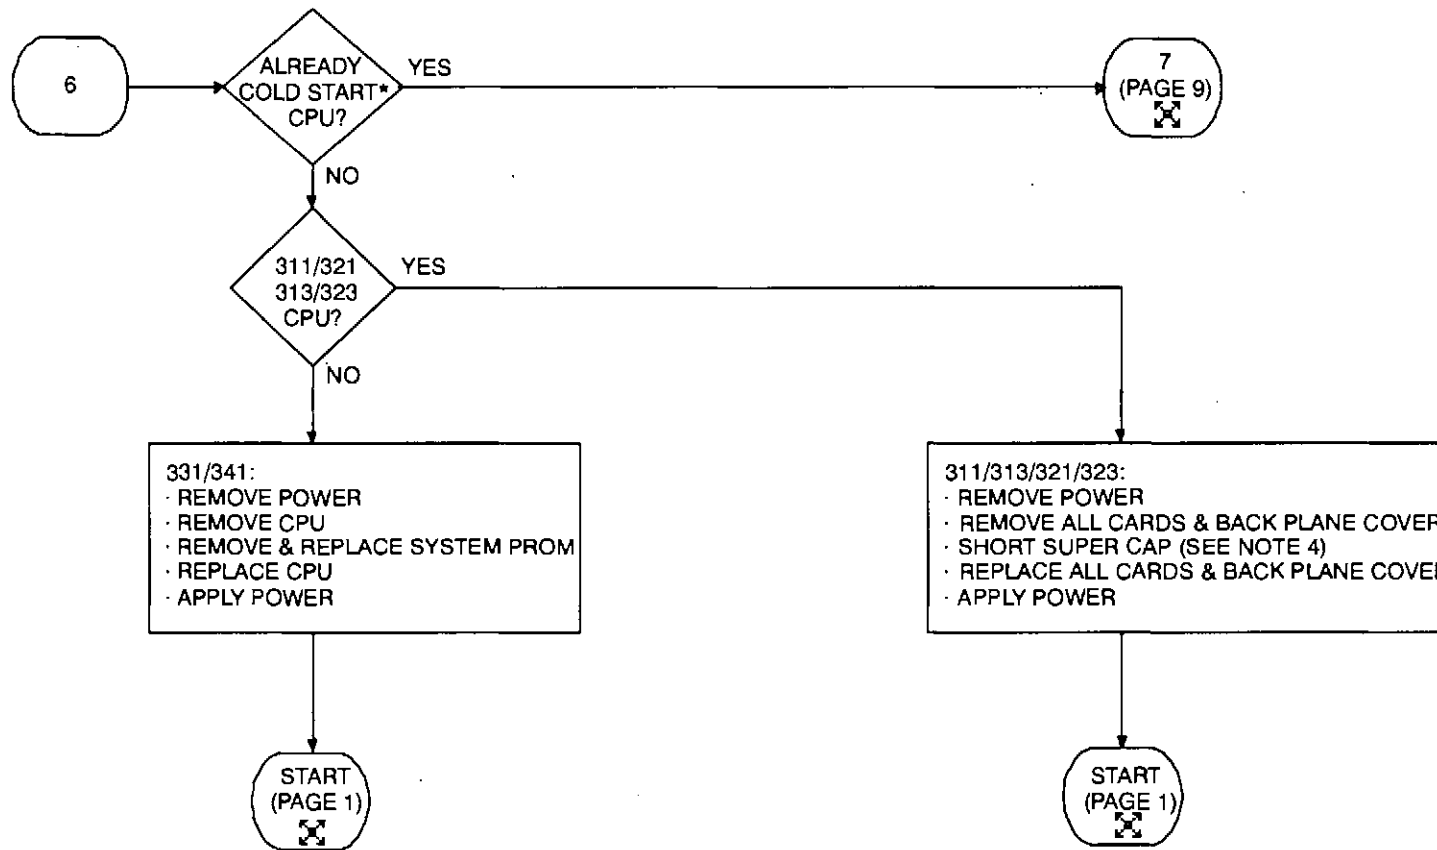 6
ALREADY
COLD START*
CPU?
YES
7
(PAGE 9)
NO
311/321
313/323
CPU?
YES
NO
331/341:
· REMOVE POWER
· REMOVE CPU
· REMOVE & REPLACE SYSTEM PROM
· REPLACE CPU
· APPLY POWER
311/313/321/323:
· REMOVE POWER
· REMOVE ALL CARDS & BACK PLANE COVER
· SHORT SUPER CAP (SEE NOTE 4)
· REPLACE ALL CARDS & BACK PLANE COVE
· APPLY POWER
START
(PAGE 1)
START
(PAGE 1)